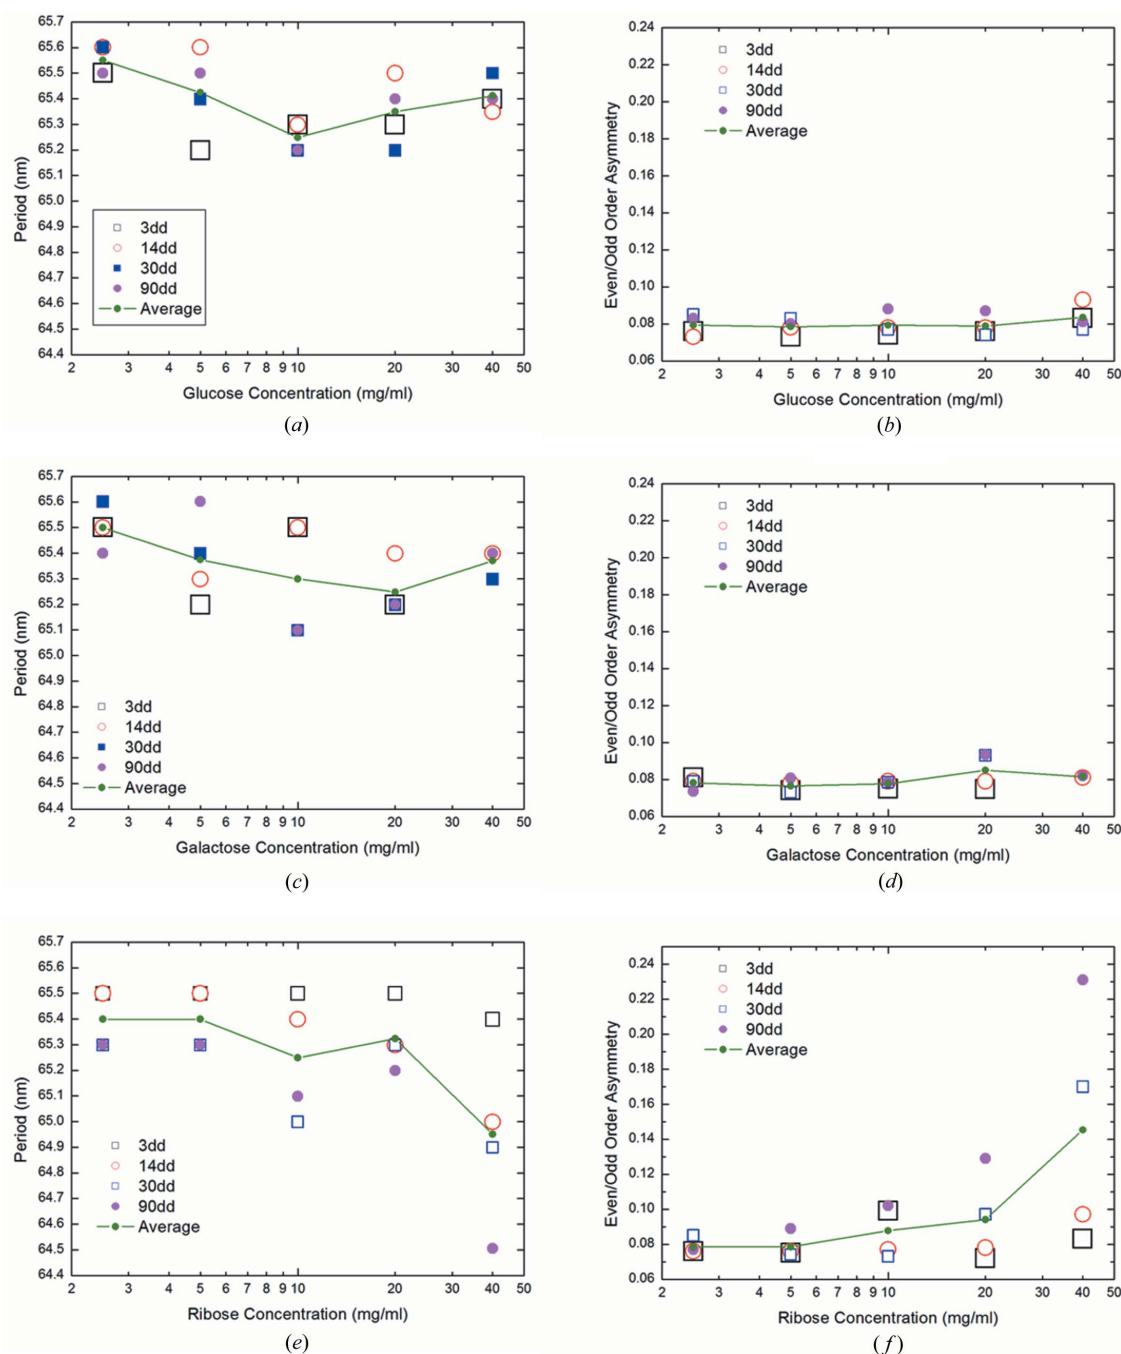 65.7
65.6
65.5
65.4
65.3
65.2
65.1
65.0
64.9
64.8
64.7
64.6
64.5
64.4
Period (nm)
3dd
14dd
30dd
90dd
Average
2 3 4 5 6 7 8 9 10 20 30 40 50
Glucose Concentration (mg/ml)
(a)
0.24
0.22
0.20
0.18
0.16
0.14
0.12
0.10
0.08
0.06
Even/Odd Order Asymmetry
3dd
14dd
30dd
90dd
Average
2 3 4 5 6 7 8 9 10 20 30 40 50
Glucose Concentration (mg/ml)
(b)
65.7
65.6
65.5
65.4
65.3
65.2
65.1
65.0
64.9
64.8
64.7
64.6
64.5
64.4
Period (nm)
3dd
14dd
30dd
90dd
Average
2 3 4 5 6 7 8 9 10 20 30 40 50
Galactose Concentration (mg/ml)
(c)
0.24
0.22
0.20
0.18
0.16
0.14
0.12
0.10
0.08
0.06
Even/Odd Order Asymmetry
3dd
14dd
30dd
90dd
Average
2 3 4 5 6 7 8 9 10 20 30 40 50
Galactose Concentration (mg/ml)
(d)
65.7
65.6
65.5
65.4
65.3
65.2
65.1
65.0
64.9
64.8
64.7
64.6
64.5
64.4
Period (nm)
3dd
14dd
30dd
90dd
Average
2 3 4 5 6 7 8 9 10 20 30 40 50
Ribose Concentration (mg/ml)
(e)
0.24
0.22
0.20
0.18
0.16
0.14
0.12
0.10
0.08
0.06
Even/Odd Order Asymmetry
3dd
14dd
30dd
90dd
Average
2 3 4 5 6 7 8 9 10 20 30 40 50
Ribose Concentration (mg/ml)
(f)